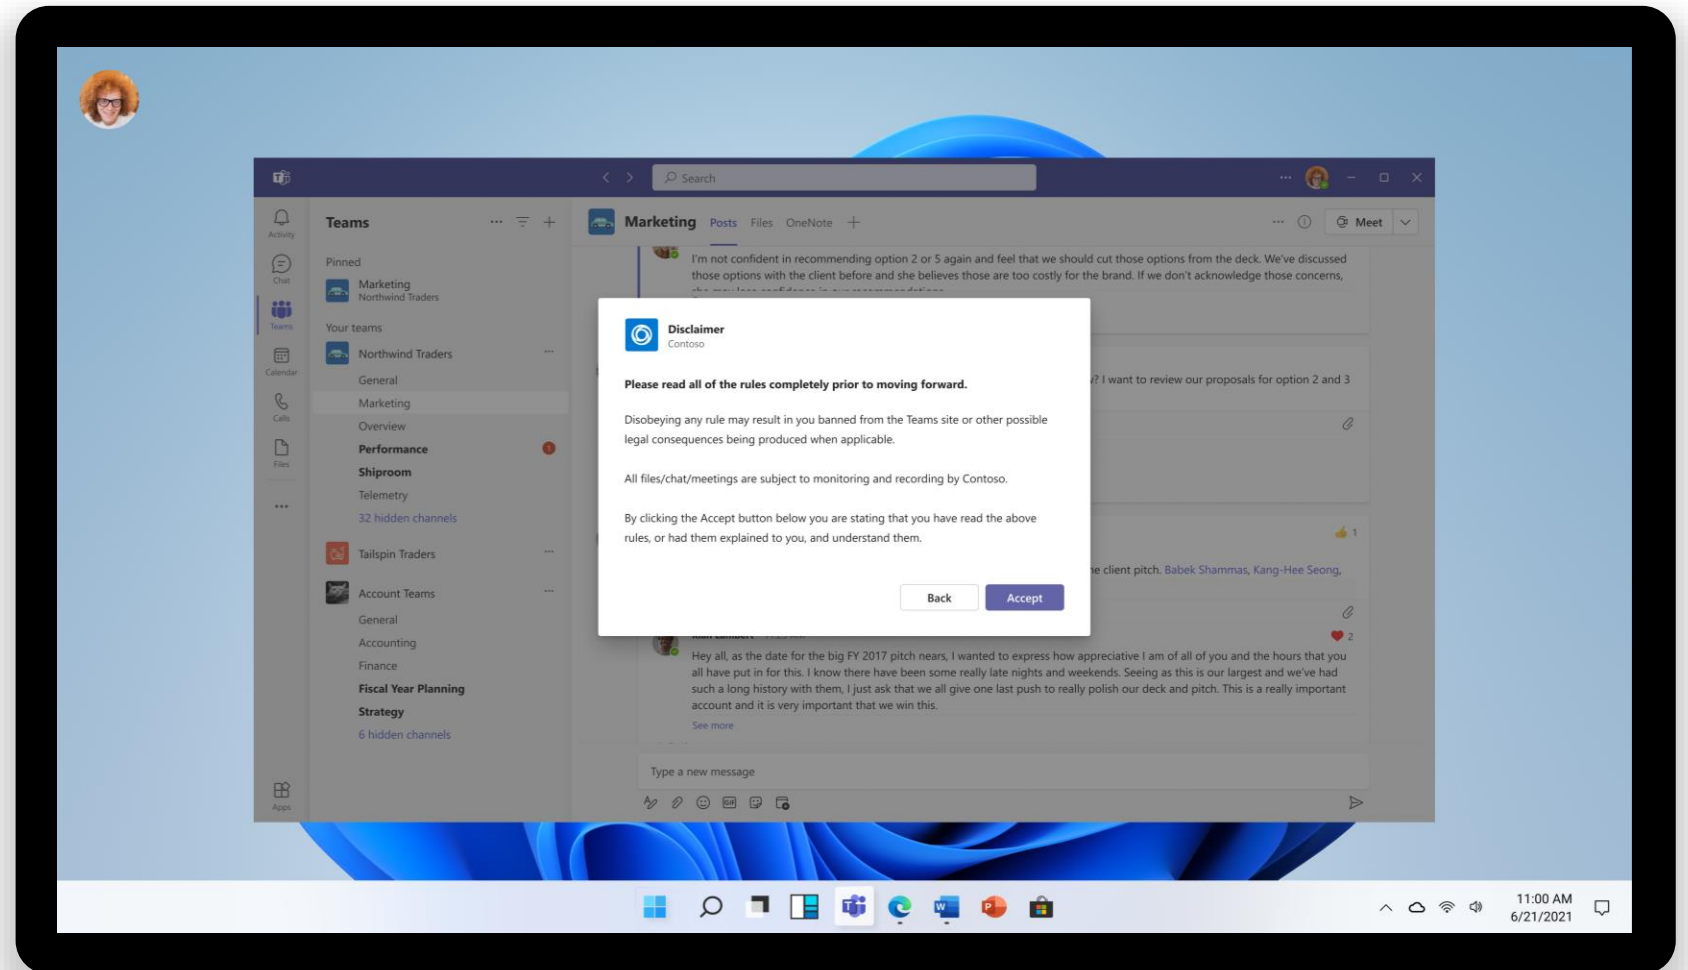 Search
Activity
Chat
Teams
Calendar
Calls
Files
Apps
Teams
Pinned
Marketing
Northwind Traders
Your teams
Northwind Traders
General
Marketing
Overview
Performance
1
Shiproom
Telemetry
32 hidden channels
Tailspin Traders
Account Teams
General
Accounting
Finance
Fiscal Year Planning
Strategy
6 hidden channels
Marketing Posts Files OneNote
Meet
I'm not confident in recommending option 2 or 5 again and feel that we should cut those options from the deck. We've discussed
those options with the client before and she believes those are too costly for the brand. If we don't acknowledge those concerns,
Disclaimer
Contoso
Please read all of the rules completely prior to moving forward.
Disobeying any rule may result in you banned from the Teams site or other possible
legal consequences being produced when applicable.
All files/chat/meetings are subject to monitoring and recording by Contoso.
By clicking the Accept button below you are stating that you have read the above
rules, or had them explained to you, and understand them.
Back
Accept
? I want to review our proposals for option 2 and 3
1
client pitch. Babek Shammas, Kang-Hee Seong,
2
Hey all, as the date for the big FY 2017 pitch nears, I wanted to express how appreciative I am of all of you and the hours that you
all have put in for this. I know there have been some really late nights and weekends. Seeing as this is our largest and we've had
such a long history with them, I just ask that we all give one last push to really polish our deck and pitch. This is a really important
account and it is very important that we win this.
See more
Type a new message
GIF
11:00 AM
6/21/2021